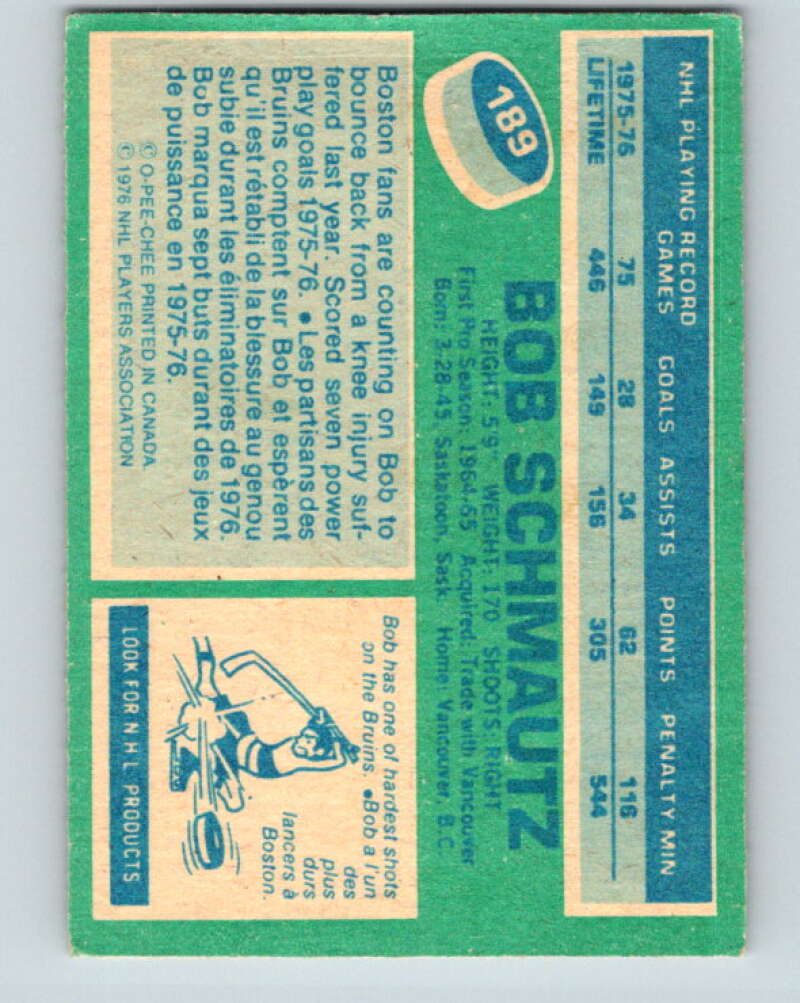 NHL PLAYING RECORD
GAMES GOALS ASSISTS POINTS PENALTY MIN
1975-76 75 28 34 62 116
LIFETIME 446 149 156 305 544
189
BOB SCHMAUTZ
HEIGHT: 5'9" WEIGHT: 170 SHOOTS: RIGHT
First Pro Season: 1964-65 Acquired: Trade with Vancouver
Born: 3-28-45, Saskatoon, Sask. Home: Vancouver, B.C.
Boston fans are counting on Bob to
bounce back from a knee injury suf-
fered last year. Scored seven power
play goals 1975-76. • Les partisans des
Bruins comptent sur Bob et espèrent
qu'il est rétabli de la blessure au genou
subie durant les éliminatoires de 1976.
Bob marqua sept buts durant des jeux
de puissance en 1975-76.
© O-PEE-CHEE PRINTED IN CANADA
© 1976 NHL PLAYERS ASSOCIATION
Bob has one of hardest shots
on the Bruins. •Bob a l'un
des
plus
durs
lancers à
Boston.
LOOK FOR NHL PRODUCTS